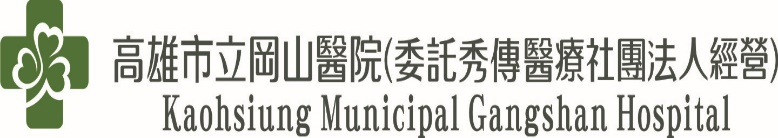 高雄市立岡山醫院(委託秀傳醫療社團法人經營)
Kaohsiung Municipal Gangshan Hospital